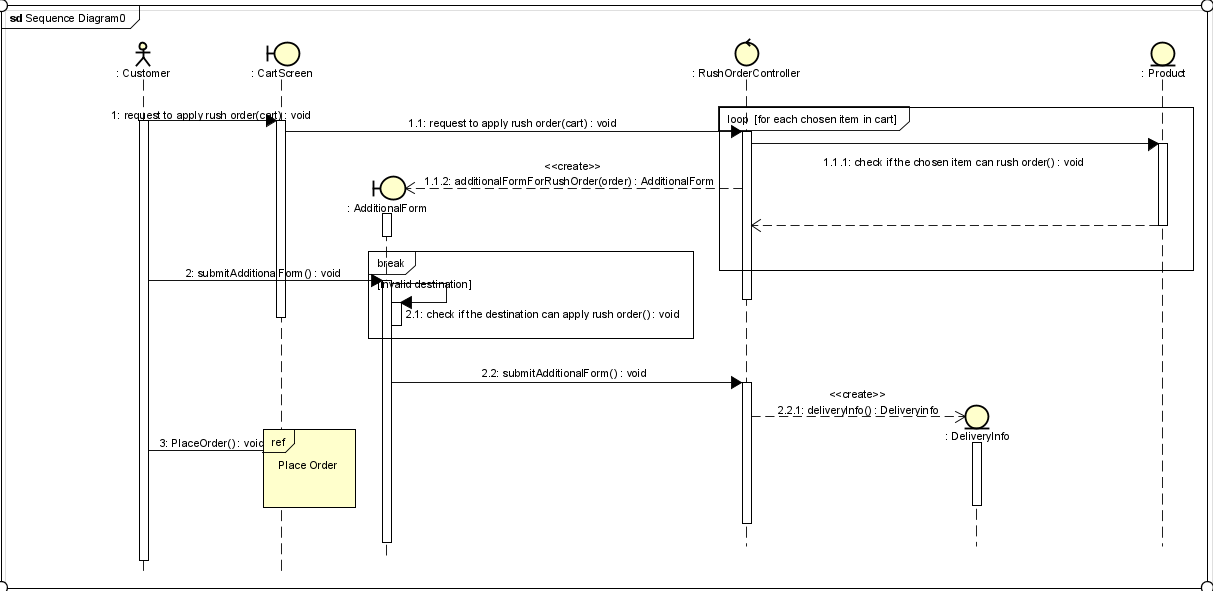 sd Sequence Diagram0
: Customer
: CartScreen
: RushOrderController
: Product
1: request to apply rush order(cart) : void
1.1: request to apply rush order(cart) : void
loop [for each chosen item in cart]
1.1.1: check if the chosen item can rush order() : void
<<create>>
1.1.2: additionalFormForRushOrder(order) : AdditionalForm
: AdditionalForm
break
2: submitAdditionalForm() : void
[invalid destination]
2.1: check if the destination can apply rush order() : void
2.2: submitAdditionalForm() : void
<<create>>
2.2.1: deliveryInfo() : Deliveryinfo
: DeliveryInfo
3: PlaceOrder() : void
ref
Place Order